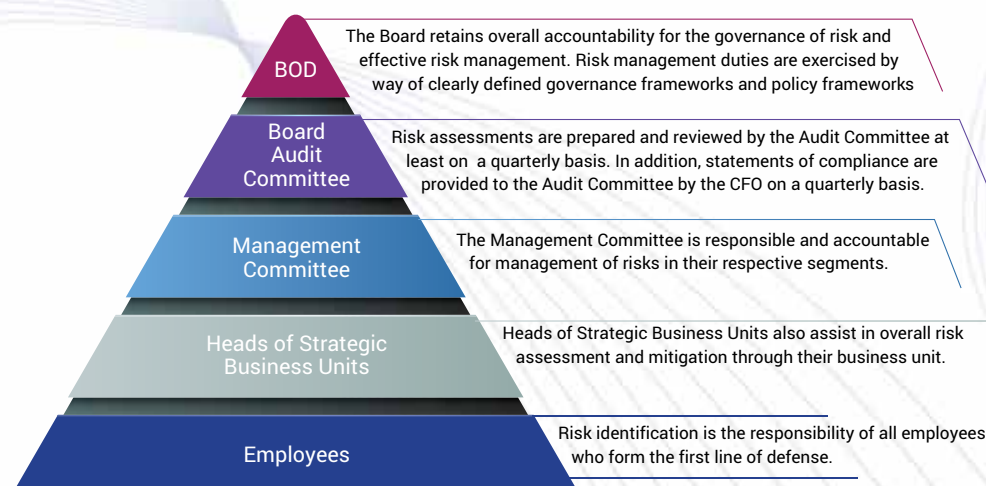 BOD
The Board retains overall accountability for the governance of risk and
effective risk management. Risk management duties are exercised by
way of clearly defined governance frameworks and policy frameworks
Board
Audit
Committee
Risk assessments are prepared and reviewed by the Audit Committee at
least on a quarterly basis. In addition, statements of compliance are
provided to the Audit Committee by the CFO on a quarterly basis.
Management
Committee
The Management Committee is responsible and accountable
for management of risks in their respective segments.
Heads of Strategic
Business Units
Heads of Strategic Business Units also assist in overall risk
assessment and mitigation through their business unit.
Employees
Risk identification is the responsibility of all employees
who form the first line of defense.